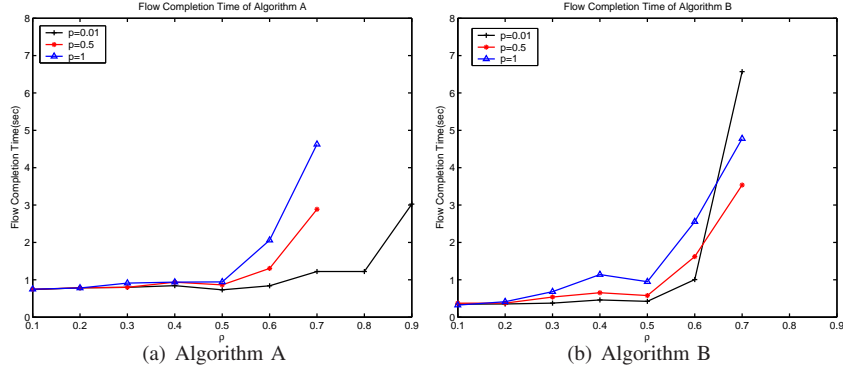 Flow Completion Time of Algorithm A
Flow Completion Time(sec)
8
7
6
5
4
3
2
1
0
p=0.01
p=0.5
p=1
0.1 0.2 0.3 0.4 0.5 0.6 0.7 0.8 0.9
ρ
(a) Algorithm A
Flow Completion Time of Algorithm B
Flow Completion Time(sec)
8
7
6
5
4
3
2
1
0
p=0.01
p=0.5
p=1
0.1 0.2 0.3 0.4 0.5 0.6 0.7 0.8 0.9
ρ
(b) Algorithm B